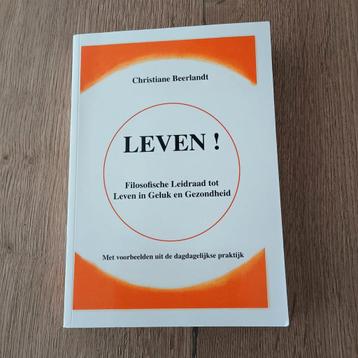 Christiane Beerlandt
LEVEN !
Filosofische Leidraad tot
Leven in Geluk en Gezondheid
Met voorbeelden uit de dagdagelijkse praktijk